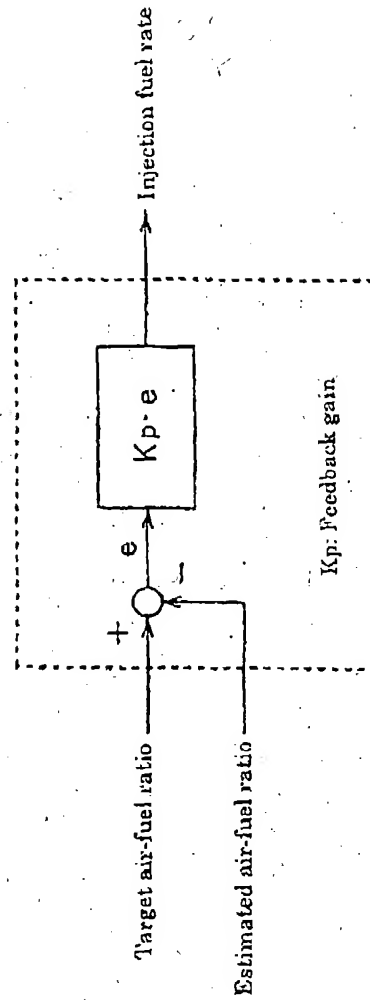 Target air-fuel ratio
+
e
Kp·e
Injection fuel rate
−
Estimated air-fuel ratio
Kp: Feedback gain